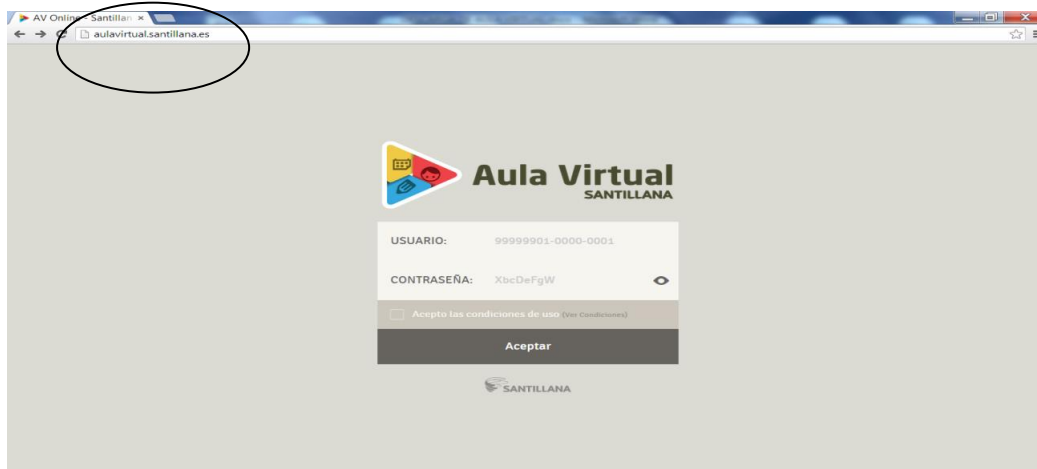 AV Online - Santillan
aulavirtual.santillana.es
Aula Virtual
SANTILLANA
USUARIO: 99999901-0000-0001
CONTRASEÑA: XbcDeFgW
Acepto las condiciones de uso (Ver Condiciones)
Aceptar
SANTILLANA